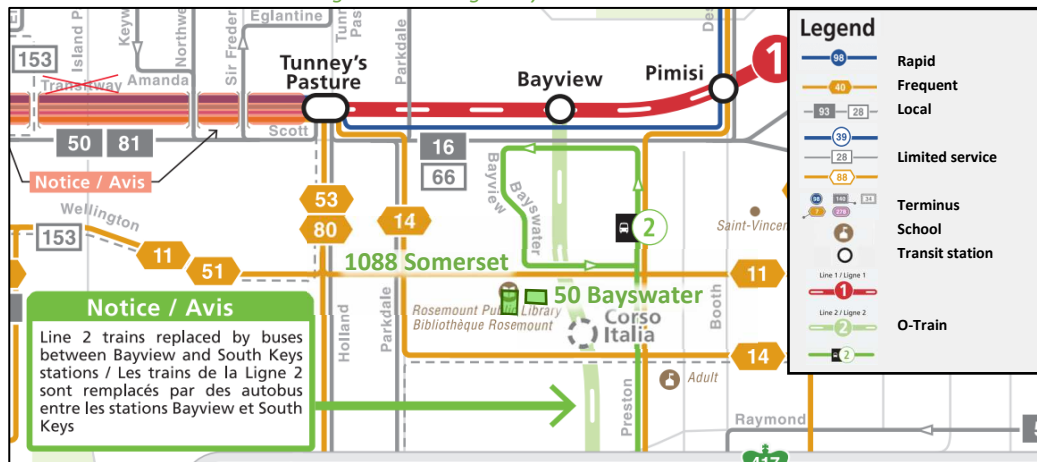 Island P
Keyw
Northwe
Sir Freder
Eglantine
Tunn
Pas
Parkdale
153
Transitway
Amanda
Tunney's
Pasture
Bayview
Pimisi
1
Scott
50
81
Notice / Avis
16
66
Bayview
Bayswater
2
Saint-Vincen
Wellington
153
11
51
53
80
14
1088 Somerset
11
50 Bayswater
Rosemount Public Library
Bibliothèque Rosemount
Corso
Italia
Holland
Parkdale
Preston
Booth
14
Adult
Raymond
417
Notice / Avis
Line 2 trains replaced by buses
between Bayview and South Keys
stations / Les trains de la Ligne 2
sont remplacés par des autobus
entre les stations Bayview et South
Keys
Legend
98
Rapid
40
Frequent
93
28
Local
39
28
Limited service
88
98
140
34
Terminus
School
Transit station
Line 1 / Ligne 1
1
Line 2 / Ligne 2
2
O-Train
2